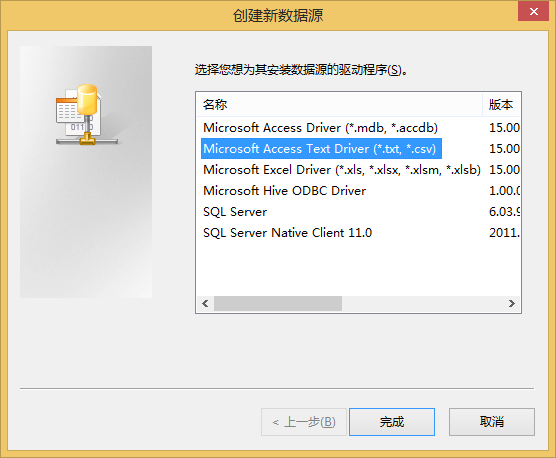 创建新数据源
选择您想为其安装数据源的驱动程序(S)。
名称 版本
Microsoft Access Driver (*.mdb, *.accdb) 15.00
Microsoft Access Text Driver (*.txt, *.csv) 15.00
Microsoft Excel Driver (*.xls, *.xlsx, *.xlsm, *.xlsb) 15.00
Microsoft Hive ODBC Driver 1.00.0
SQL Server 6.03.9
SQL Server Native Client 11.0 2011.
< 上一步(B) 完成 取消